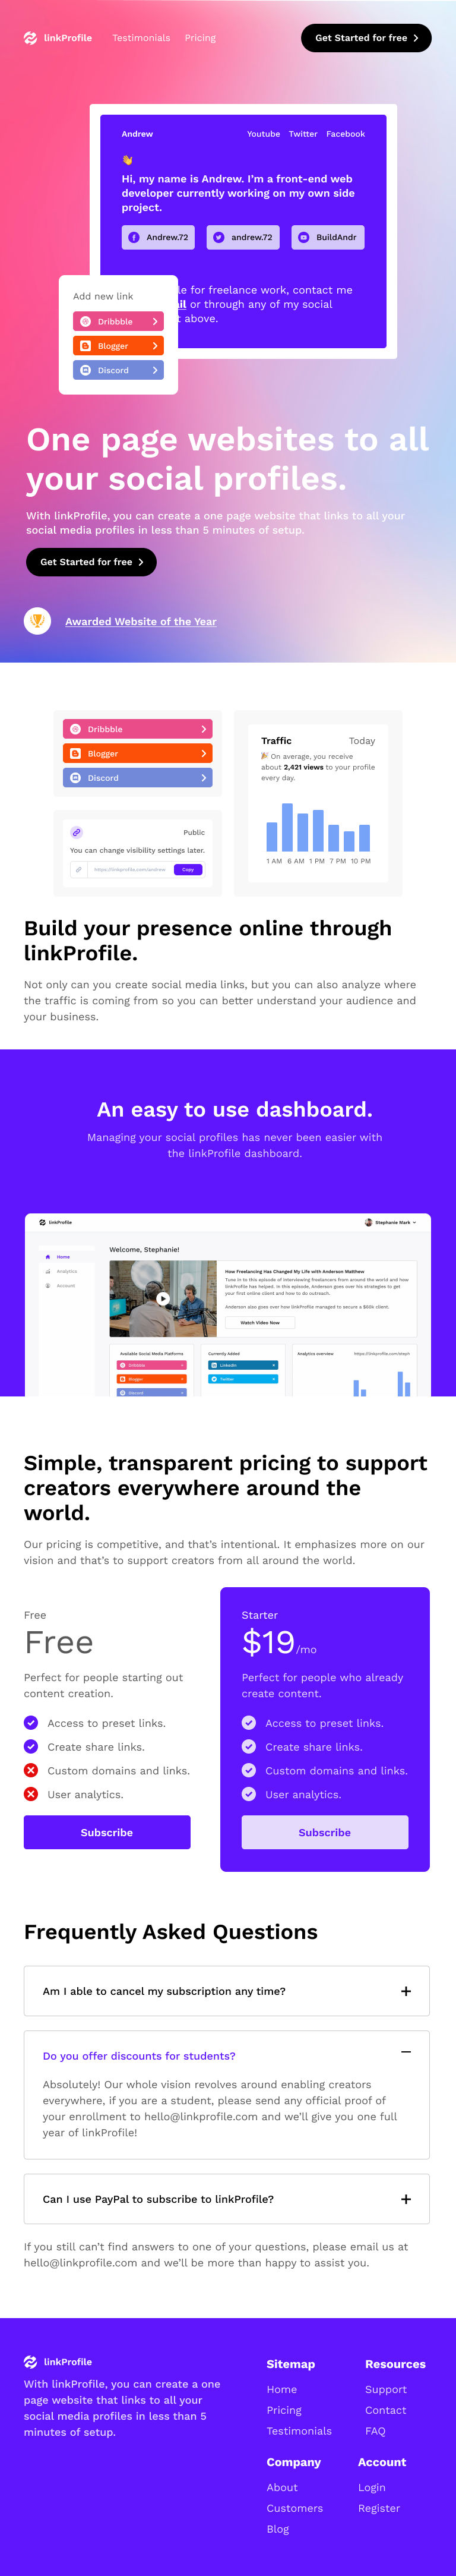 linkProfile
Testimonials
Pricing
Get Started for free
Andrew
Youtube
Twitter
Facebook
Hi, my name is Andrew. I’m a front-end web
developer currently working on my own side
project.
Andrew.72
andrew.72
BuildAndr
le for freelance work, contact me
il or through any of my social
t above.
Add new link
Dribbble
Blogger
Discord
One page websites to all
your social profiles.
With linkProfile, you can create a one page website that links to all your
social media profiles in less than 5 minutes of setup.
Get Started for free
Awarded Website of the Year
Dribbble
Blogger
Discord
Public
You can change visibility settings later.
https://linkprofile.com/andrew
Copy
Traffic
Today
🎉 On average, you receive
about 2,421 views to your profile
every day.
1 AM 6 AM 1 PM 7 PM 10 PM
Build your presence online through
linkProfile.
Not only can you create social media links, but you can also analyze where
the traffic is coming from so you can better understand your audience and
your business.
An easy to use dashboard.
Managing your social profiles has never been easier with
the linkProfile dashboard.
linkProfile
Stephanie Mark
Home
Analytics
Account
Welcome, Stephanie!
How Freelancing Has Changed My Life with Anderson Matthew
Tune in to this episode of interviewing freelancers from around the world and how
linkProfile has helped. In this episode, Anderson goes over his strategies to get
your first online client and how to do outreach.
Anderson also goes over how linkProfile managed to secure a $60k client.
Watch Video Now
Available Social Media Platforms
Dribbble
Blogger
Discord
Currently Added
LinkedIn
Twitter
Analytics overview
https://linkprofile.com/steph
Simple, transparent pricing to support
creators everywhere around the
world.
Our pricing is competitive, and that’s intentional. It emphasizes more on our
vision and that’s to support creators from all around the world.
Free
Free
Perfect for people starting out
content creation.
Access to preset links.
Create share links.
Custom domains and links.
User analytics.
Subscribe
Starter
$19/mo
Perfect for people who already
create content.
Access to preset links.
Create share links.
Custom domains and links.
User analytics.
Subscribe
Frequently Asked Questions
Am I able to cancel my subscription any time?
Do you offer discounts for students?
Absolutely! Our whole vision revolves around enabling creators
everywhere, if you are a student, please send any official proof of
your enrollment to hello@linkprofile.com and we’ll give you one full
year of linkProfile!
Can I use PayPal to subscribe to linkProfile?
If you still can’t find answers to one of your questions, please email us at
hello@linkprofile.com and we’ll be more than happy to assist you.
linkProfile
With linkProfile, you can create a one
page website that links to all your
social media profiles in less than 5
minutes of setup.
Sitemap
Home
Pricing
Testimonials
Resources
Support
Contact
FAQ
Company
About
Customers
Blog
Account
Login
Register